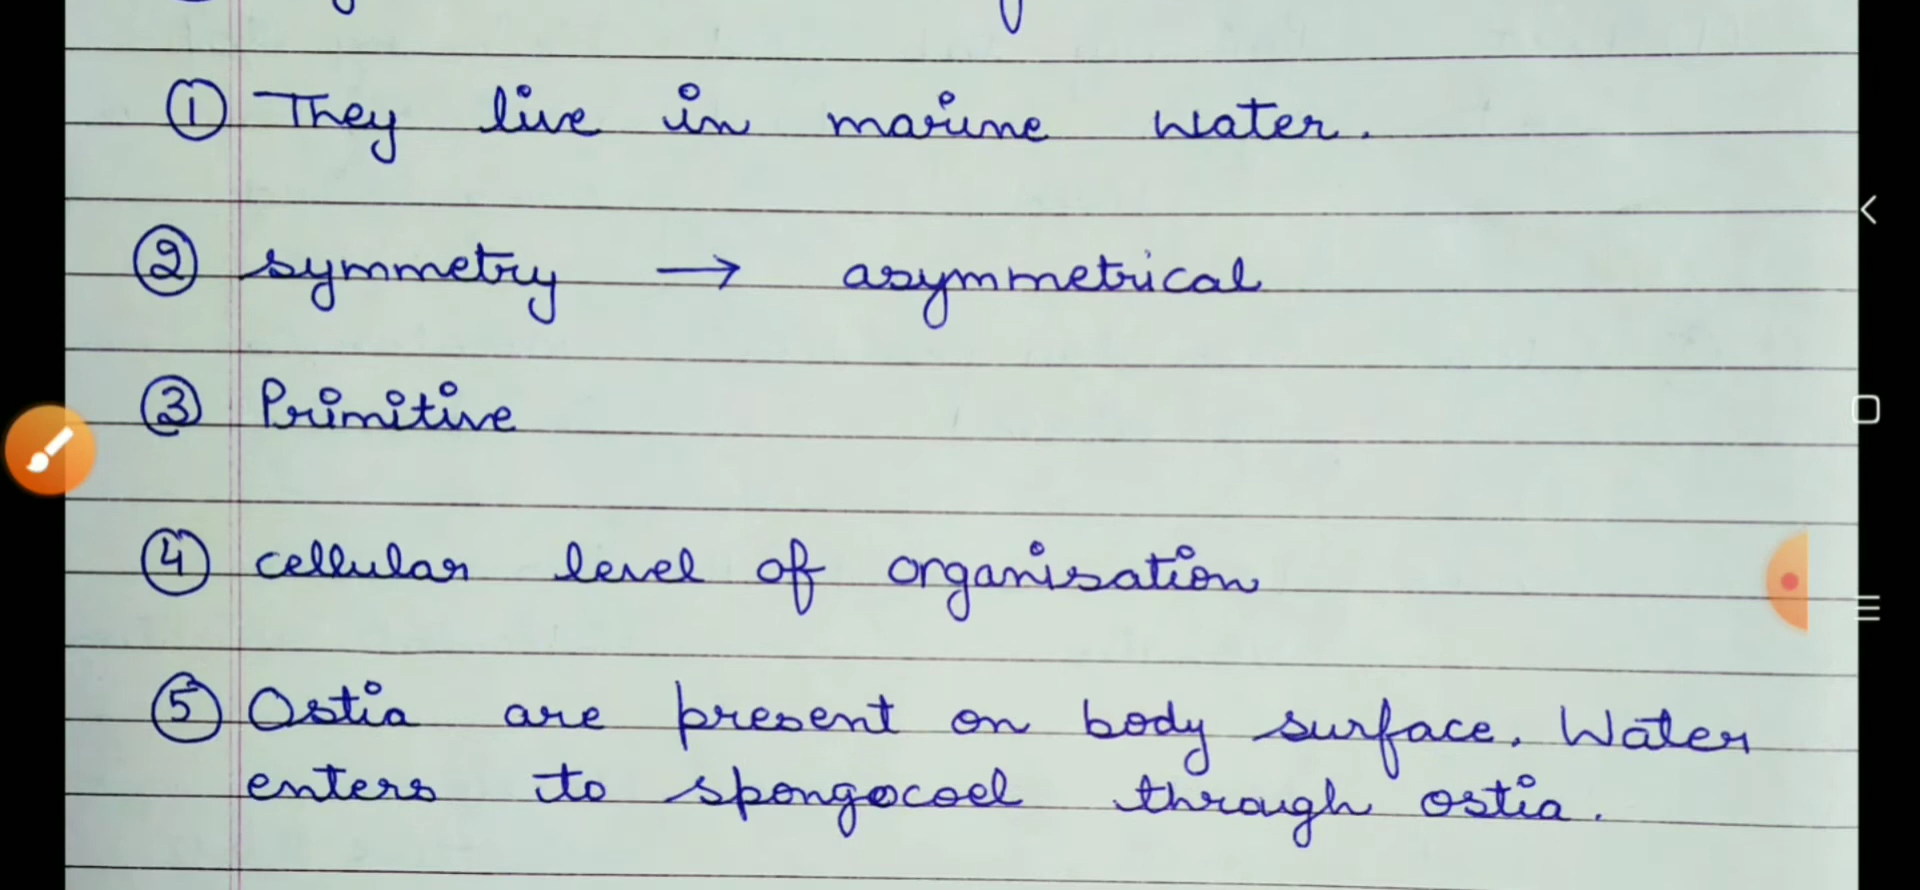 ① They live in marine water.
② symmetry → asymmetrical
③ Primitive
④ cellular level of organisation
⑤ Ostia are present on body surface. Water
enters to spongocoel through ostia.